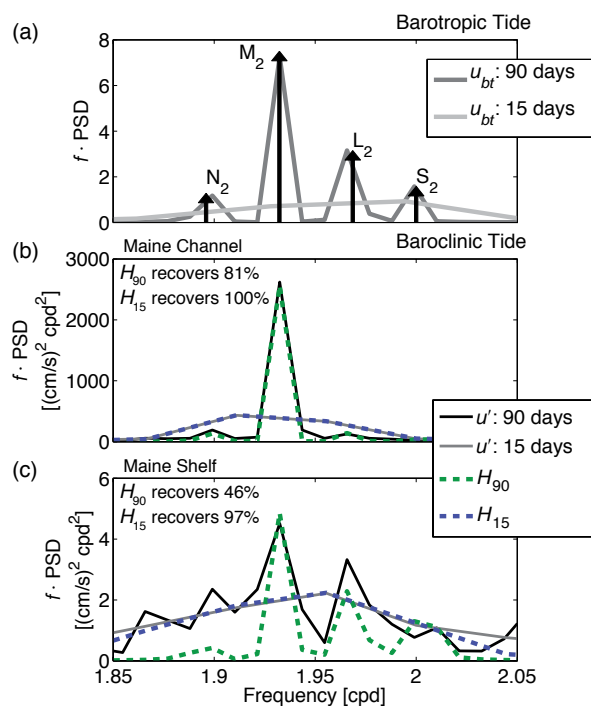 (a)
Barotropic Tide
8
6
4
2
0
f · PSD
N2
M2
L2
S2
ubt: 90 days
ubt: 15 days
(b)
Maine Channel
Baroclinic Tide
H90 recovers 81%
H15 recovers 100%
3000
2000
1000
0
f · PSD
[(cm/s)2 cpd2]
u': 90 days
u': 15 days
H90
H15
(c)
Maine Shelf
H90 recovers 46%
H15 recovers 97%
6
4
2
0
f · PSD
[(cm/s)2 cpd2]
1.85
1.9
1.95
2
2.05
Frequency [cpd]